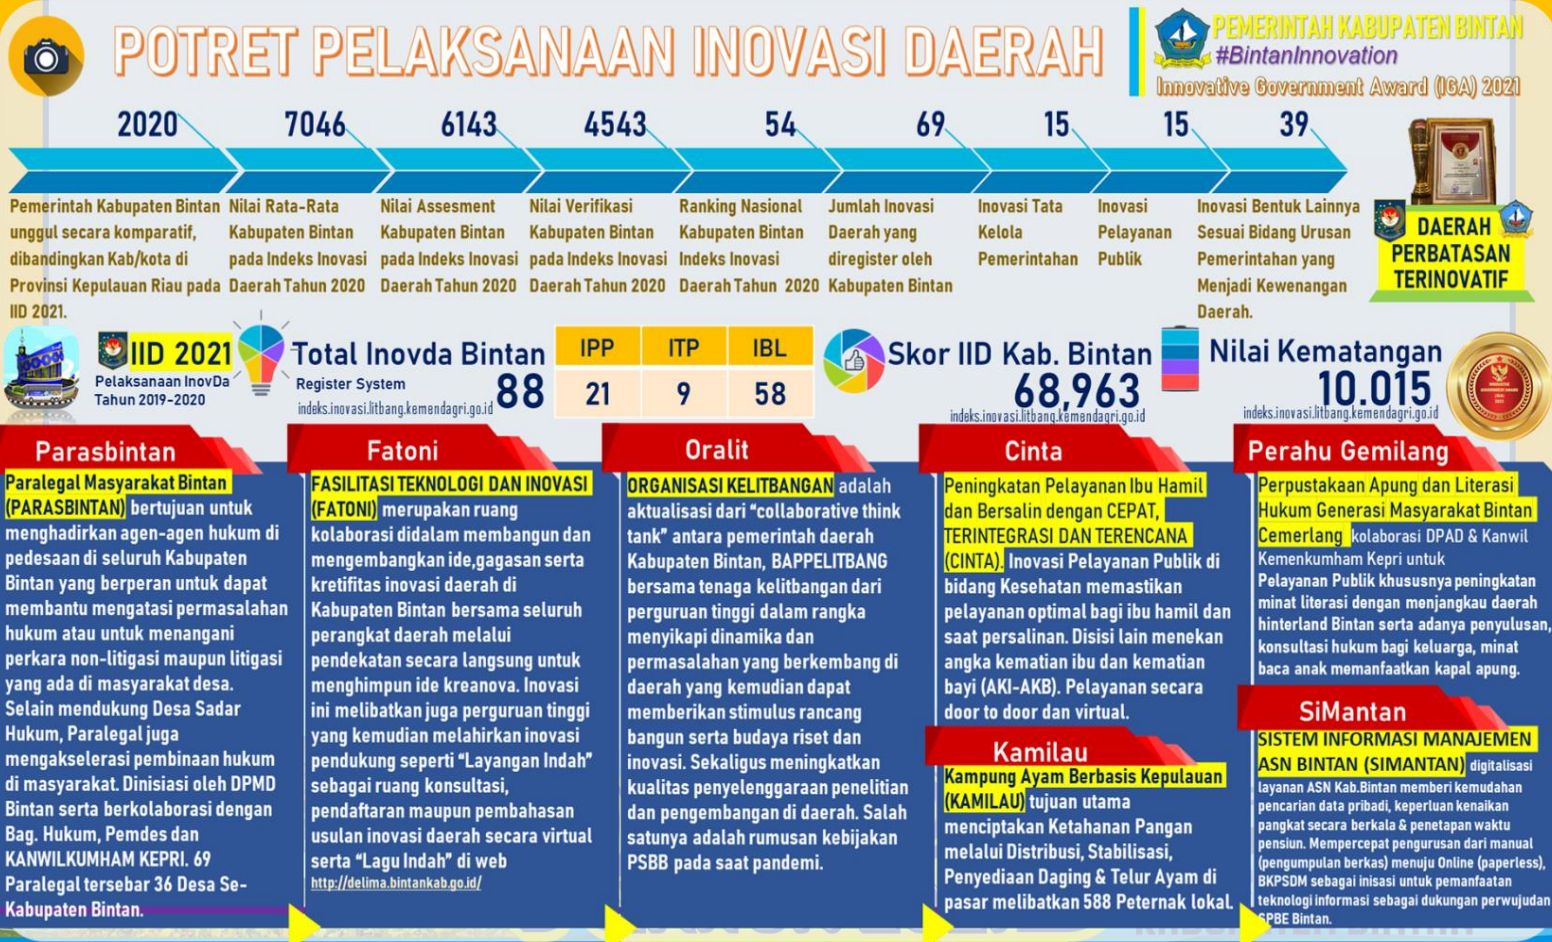 POTRET PELAKSANAAN INOVASI DAERAH
PEMERINTAH KABUPATEN BINTAN
#BintanInnovation
Innovative Government Award (IGA) 2021
2020
7046
6143
4543
54
69
15
15
39
Pemerintah Kabupaten Bintan
unggul secara komparatif,
dibandingkan Kab/kota di
Provinsi Kepulauan Riau pada
IID 2021.
Nilai Rata-Rata
Kabupaten Bintan
pada Indeks Inovasi
Daerah Tahun 2020
Nilai Assesment
Kabupaten Bintan
pada Indeks Inovasi
Daerah Tahun 2020
Nilai Verifikasi
Kabupaten Bintan
pada Indeks Inovasi
Daerah Tahun 2020
Ranking Nasional
Kabupaten Bintan
Indeks Inovasi
Daerah Tahun 2020
Jumlah Inovasi
Daerah yang
diregister oleh
Kabupaten Bintan
Inovasi Tata
Kelola
Pemerintahan
Inovasi
Pelayanan
Publik
Inovasi Bentuk Lainnya
Sesuai Bidang Urusan
Pemerintahan yang
Menjadi Kewenangan
Daerah.
DAERAH
PERBATASAN
TERINOVATIF
IID 2021
Pelaksanaan InovDa
Tahun 2019-2020
Total Inovda Bintan
Register System
88
indeks.inovasi.litbang.kemendagri.go.id
IPP ITP IBL
21 9 58
Skor IID Kab. Bintan
68,963
indeks.inovasi.litbang.kemendagri.go.id
Nilai Kematangan
10.015
indeks.inovasi.litbang.kemendagri.go.id
Parasbintan
Paralegal Masyarakat Bintan
(PARASBINTAN) bertujuan untuk
menghadirkan agen-agen hukum di
pedesaan di seluruh Kabupaten
Bintan yang berperan untuk dapat
membantu mengatasi permasalahan
hukum atau untuk menangani
perkara non-litigasi maupun litigasi
yang ada di masyarakat desa.
Selain mendukung Desa Sadar
Hukum, Paralegal juga
mengakselerasi pembinaan hukum
di masyarakat. Dinisiasi oleh DPMD
Bintan serta berkolaborasi dengan
Bag. Hukum, Pemdes dan
KANWILKUMHAM KEPRI. 69
Paralegal tersebar 36 Desa Se-
Kabupaten Bintan.
Fatoni
FASILITASI TEKNOLOGI DAN INOVASI
(FATONI) merupakan ruang
kolaborasi didalam membangun dan
mengembangkan ide,gagasan serta
kretifitas inovasi daerah di
Kabupaten Bintan bersama seluruh
perangkat daerah melalui
pendekatan secara langsung untuk
menghimpun ide kreanova. Inovasi
ini melibatkan juga perguruan tinggi
yang kemudian melahirkan inovasi
pendukung seperti “Layangan Indah”
sebagai ruang konsultasi,
pendaftaran maupun pembahasan
usulan inovasi daerah secara virtual
serta “Lagu Indah” di web
http://delima.bintankab.go.id/
Oralit
ORGANISASI KELITBANGAN adalah
aktualisasi dari “collaborative think
tank” antara pemerintah daerah
Kabupaten Bintan, BAPPELITBANG
bersama tenaga kelitbangan dari
perguruan tinggi dalam rangka
menyikapi dinamika dan
permasalahan yang berkembang di
daerah yang kemudian dapat
memberikan stimulus rancang
bangun serta budaya riset dan
inovasi. Sekaligus meningkatkan
kualitas penyelenggaraan penelitian
dan pengembangan di daerah. Salah
satunya adalah rumusan kebijakan
PSBB pada saat pandemi.
Cinta
Peningkatan Pelayanan Ibu Hamil
dan Bersalin dengan CEPAT,
TERINTEGRASI DAN TERENCANA
(CINTA). Inovasi Pelayanan Publik di
bidang Kesehatan memastikan
pelayanan optimal bagi ibu hamil dan
saat persalinan. Disisi lain menekan
angka kematian ibu dan kematian
bayi (AKI-AKB). Pelayanan secara
door to door dan virtual.
Kamilau
Kampung Ayam Berbasis Kepulauan
(KAMILAU) tujuan utama
menciptakan Ketahanan Pangan
melalui Distribusi, Stabilisasi,
Penyediaan Daging & Telur Ayam di
pasar melibatkan 588 Peternak lokal.
Perahu Gemilang
Perpustakaan Apung dan Literasi
Hukum Generasi Masyarakat Bintan
Cemerlang kolaborasi DPAD & Kanwil
Kemenkumham Kepri untuk
Pelayanan Publik khususnya peningkatan
minat literasi dengan menjangkau daerah
hinterland Bintan serta adanya penyulusan,
konsultasi hukum bagi keluarga, minat
baca anak memanfaatkan kapal apung.
SiMantan
SISTEM INFORMASI MANAJEMEN
ASN BINTAN (SIMANTAN) digitalisasi
layanan ASN Kab.Bintan memberi kemudahan
pencarian data pribadi, keperluan kenaikan
pangkat secara berkala & penetapan waktu
pensiun. Mempercepat pengurusan dari manual
(pengumpulan berkas) menuju Online (paperless),
BKPSDM sebagai inisasi untuk pemanfaatan
teknologi informasi sebagai dukungan perwujudan
SPBE Bintan.